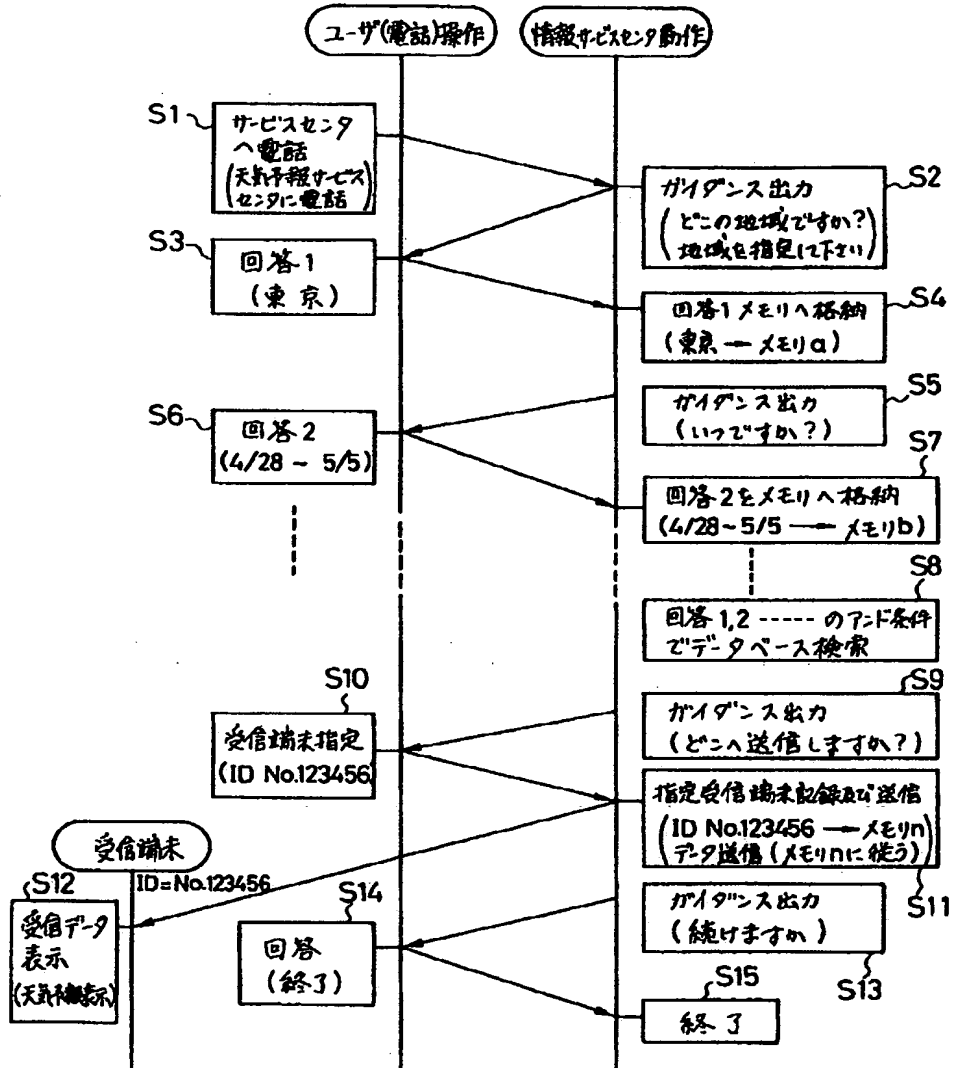 ユーザ(電話)操作
情報サービスセンタ動作
S1
サービスセンタ
へ電話
(天気予報サービス
センタに電話)
S2
ガイダンス出力
(どこの地域ですか?
地域を指定して下さい)
S3
回答1
(東京)
S4
回答1メモリへ格納
(東京→メモリa)
S5
ガイダンス出力
(いつですか?)
S6
回答2
(4/28~5/5)
S7
回答2をメモリへ格納
(4/28~5/5→メモリb)
S8
回答1,2-----のアンド条件
でデータベース検索
S9
ガイダンス出力
(どこへ送信しますか?)
S10
受信端末指定
(ID No.123456)
指定受信端末記録及び送信
(ID No.123456→メモリn
データ送信(メモリnに従う))
S11
受信端末
ID=No.123456
S12
受信データ
表示
(天気予報表示)
S13
ガイダンス出力
(続けますか)
S14
回答
(終了)
S15
終了